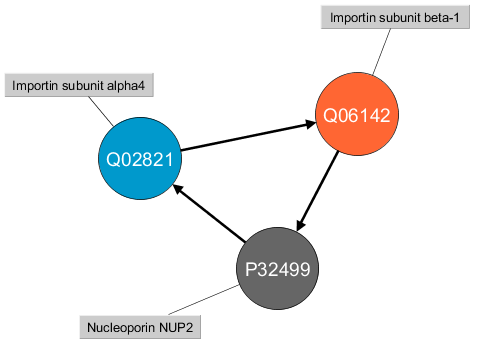 Importin subunit beta-1
Importin subunit alpha4
Q06142
Q02821
P32499
Nucleoporin NUP2